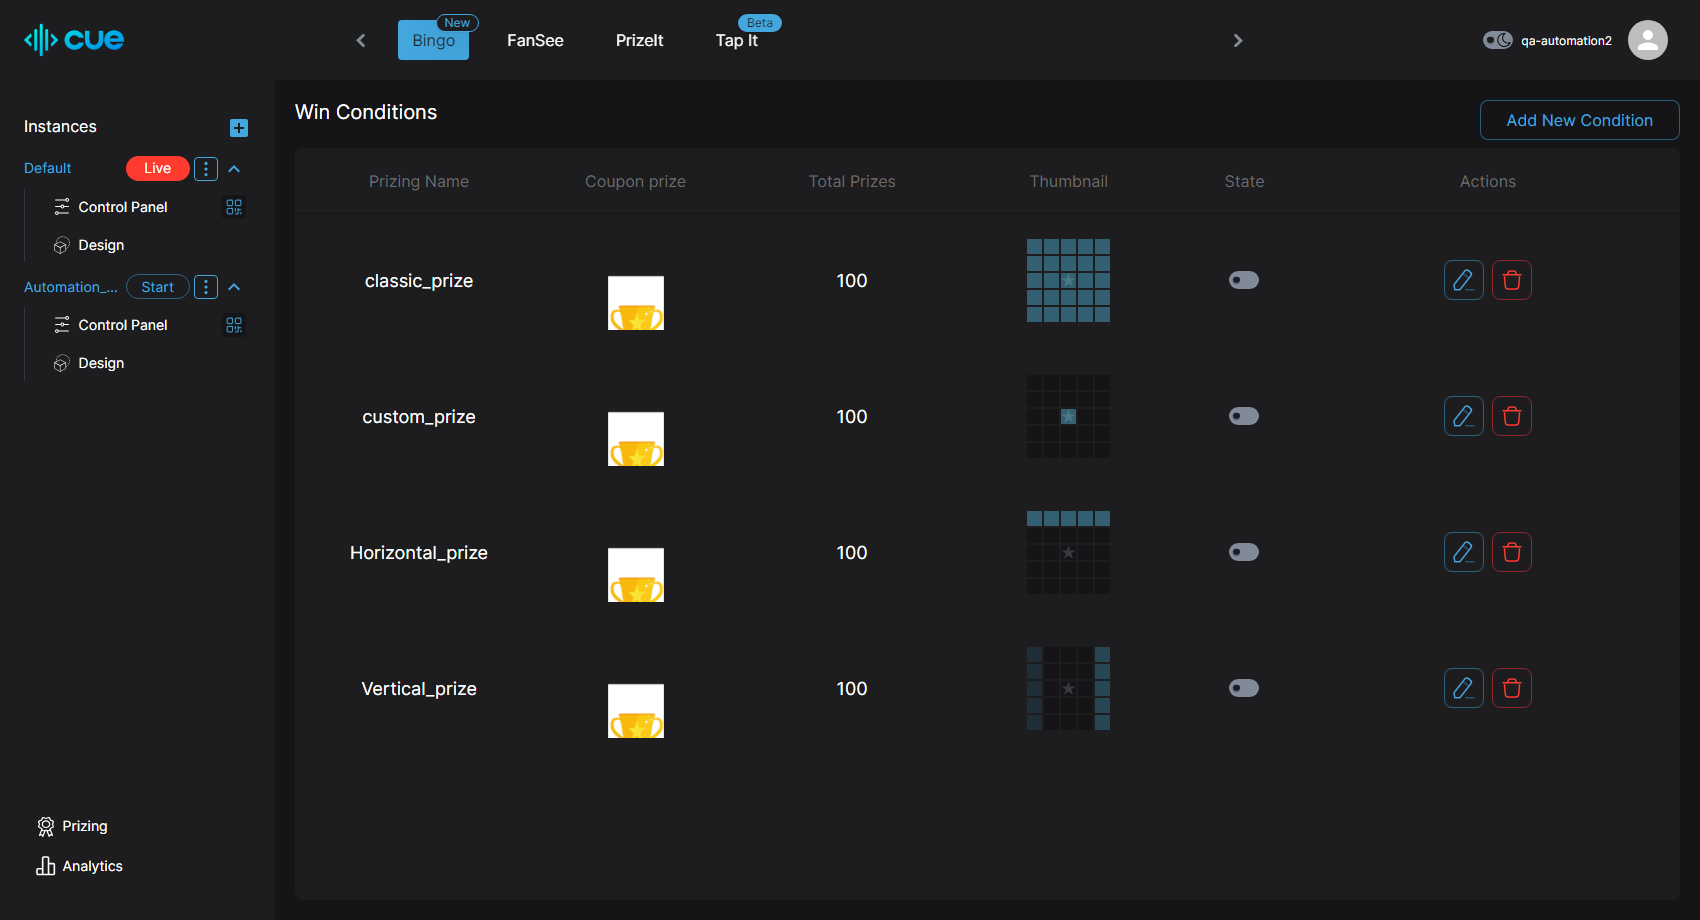 cue
Bingo
New
FanSee
PrizeIt
Tap It
Beta
qa-automation2
Instances
Default
Live
Control Panel
Design
Automation_...
Start
Control Panel
Design
Prizing
Analytics
Win Conditions
Add New Condition
Prizing Name Coupon prize Total Prizes Thumbnail State Actions
classic_prize 100
custom_prize 100
Horizontal_prize 100
Vertical_prize 100